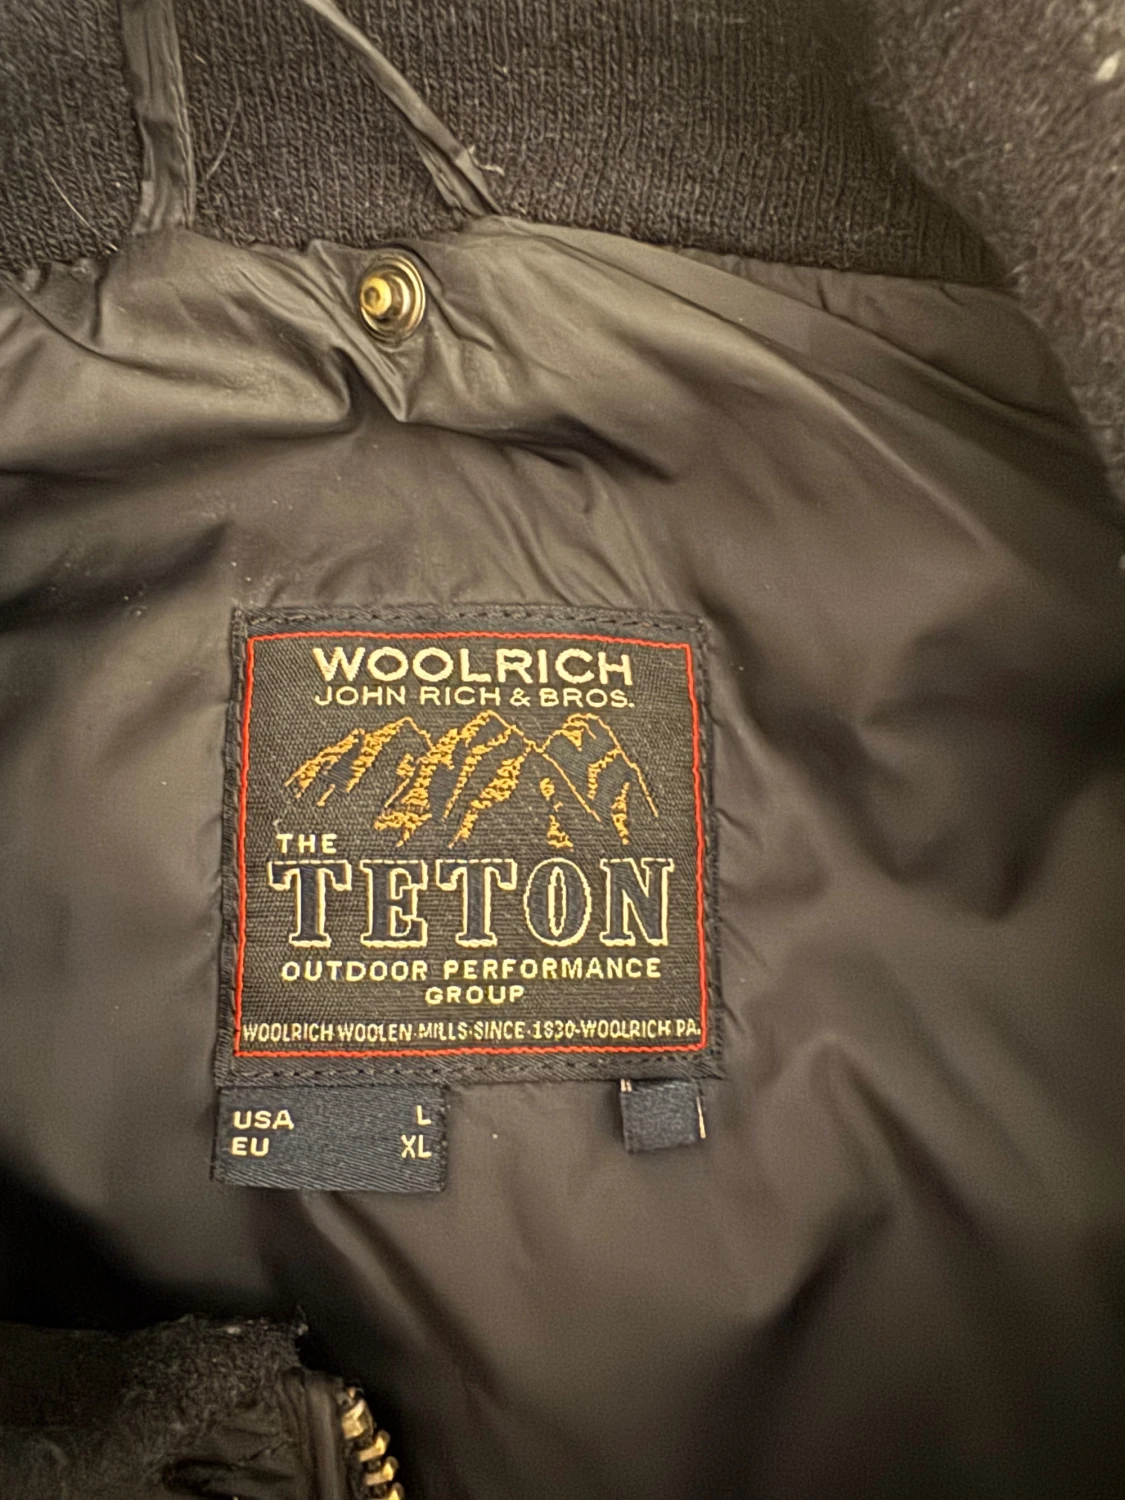 WOOLRICH
JOHN RICH & BROS.
THE
TETON
OUTDOOR PERFORMANCE
GROUP
WOOLRICH WOOLEN MILLS·SINCE·1830·WOOLRICH PA.
USA L
EU XL